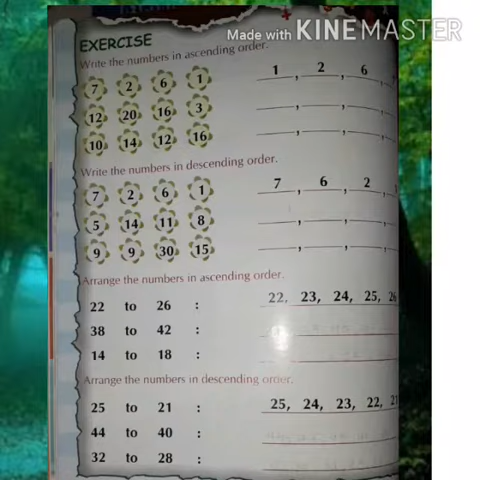 Made with KINEMASTER
EXERCISE
Write the numbers in ascending order.
7 2 6 1 1 , 2 , 6 ,
12 20 16 3 , , ,
10 14 12 16 , , ,
Write the numbers in descending order.
7 2 6 1 7 , 6 , 2 ,
5 14 11 8 , , ,
9 9 30 15 , , ,
Arrange the numbers in ascending order.
22 to 26 : 22, 23, 24, 25, 26
38 to 42 :
14 to 18 :
Arrange the numbers in descending order.
25 to 21 : 25, 24, 23, 22, 21
44 to 40 :
32 to 28 :